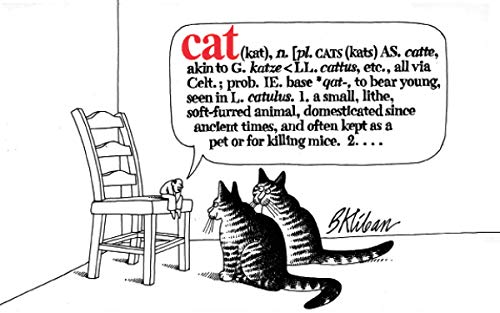 cat (kat), n. [pl. CATS (kats) AS. catte,
akin to G. katze < LL. cattus, etc., all via
Celt.; prob. IE. base *qat-, to bear young,
seen in L. catulus. 1. a small, lithe,
soft-furred animal, domesticated since
ancient times, and often kept as a
pet or for killing mice. 2. . . .
B Kliban